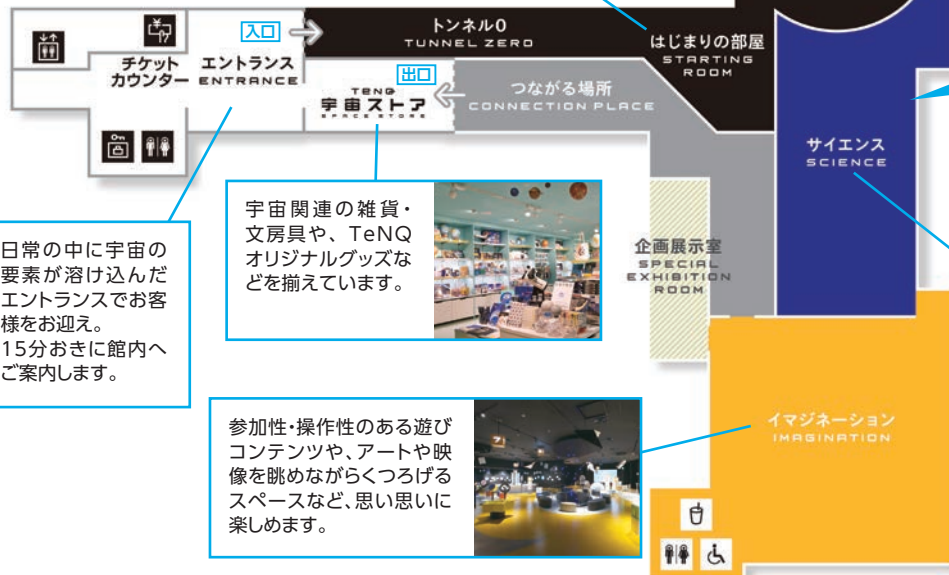 入口
トンネル0
TUNNEL ZERO
はじまりの部屋
STARTING
ROOM
チケット
カウンター
エントランス
ENTRANCE
出口
TENQ
宇宙ストア
SPACE STORE
つながる場所
CONNECTION PLACE
サイエンス
SCIENCE
企画展示室
SPECIAL
EXHIBITION
ROOM
宇宙関連の雑貨・
文房具や、TeNQ
オリジナルグッズな
どを揃えています。
日常の中に宇宙の
要素が溶け込んだ
エントランスでお客
様をお迎え。
15分おきに館内へ
ご案内します。
イマジネーション
IMAGINATION
参加性・操作性のある遊び
コンテンツや、アートや映
像を眺めながらくつろげる
スペースなど、思い思いに
楽しめます。